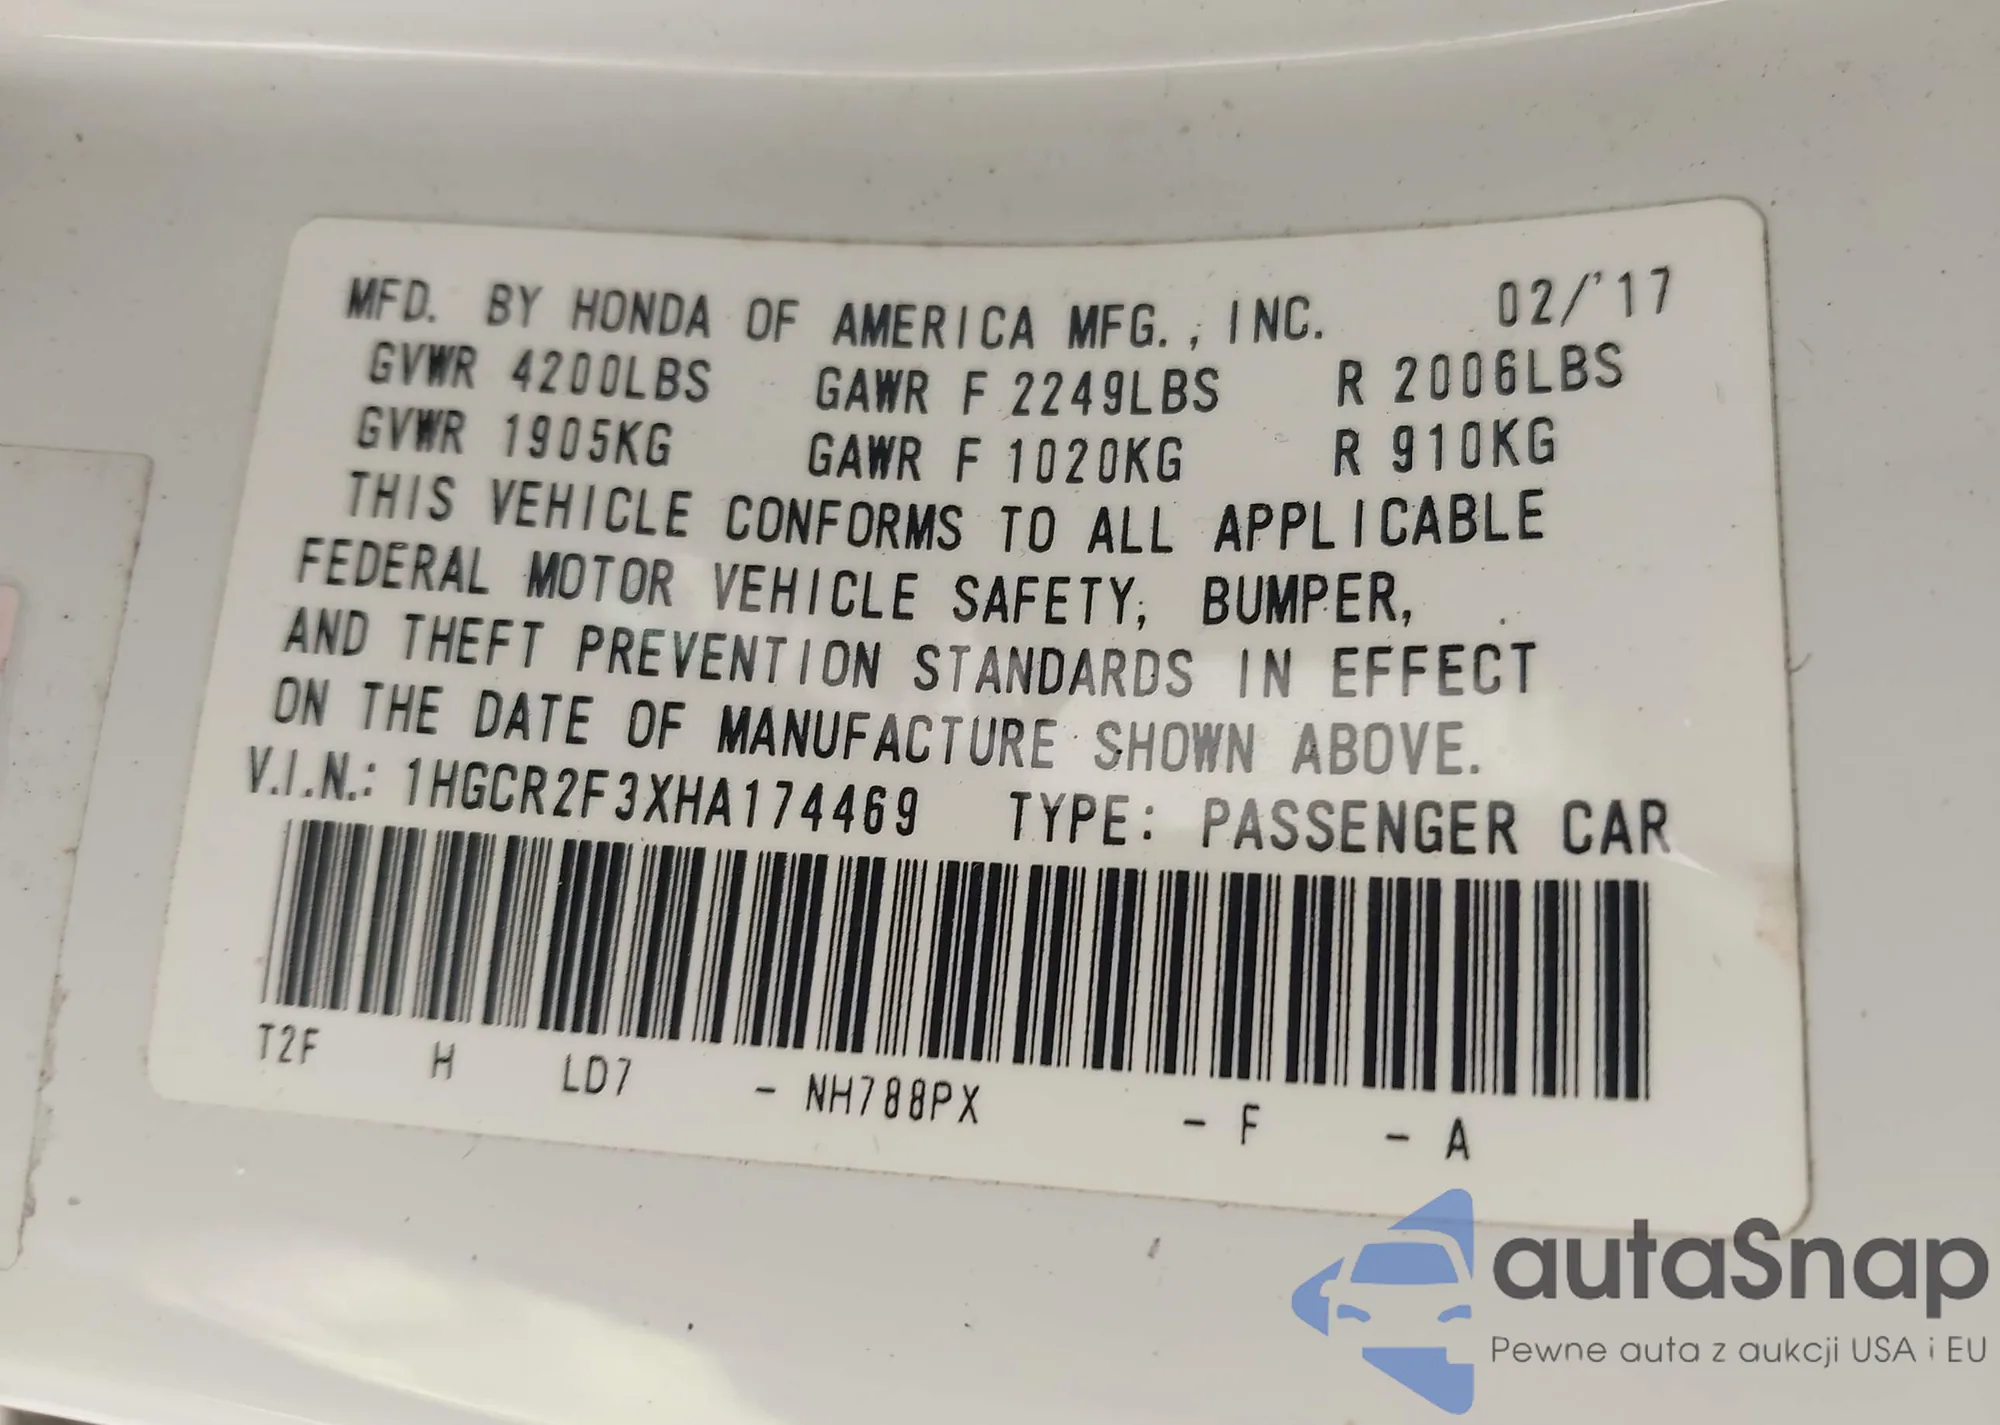 MFD. BY HONDA OF AMERICA MFG., INC. 02/'17
GVWR 4200LBS GAWR F 2249LBS R 2006LBS
GVWR 1905KG GAWR F 1020KG R 910KG
THIS VEHICLE CONFORMS TO ALL APPLICABLE
FEDERAL MOTOR VEHICLE SAFETY, BUMPER,
AND THEFT PREVENTION STANDARDS IN EFFECT
ON THE DATE OF MANUFACTURE SHOWN ABOVE.
V.I.N.: 1HGCR2F3XHA174469 TYPE: PASSENGER CAR
T2F H LD7 - NH788PX - F - A
autaSnap
Pewne auta z aukcji USA i EU